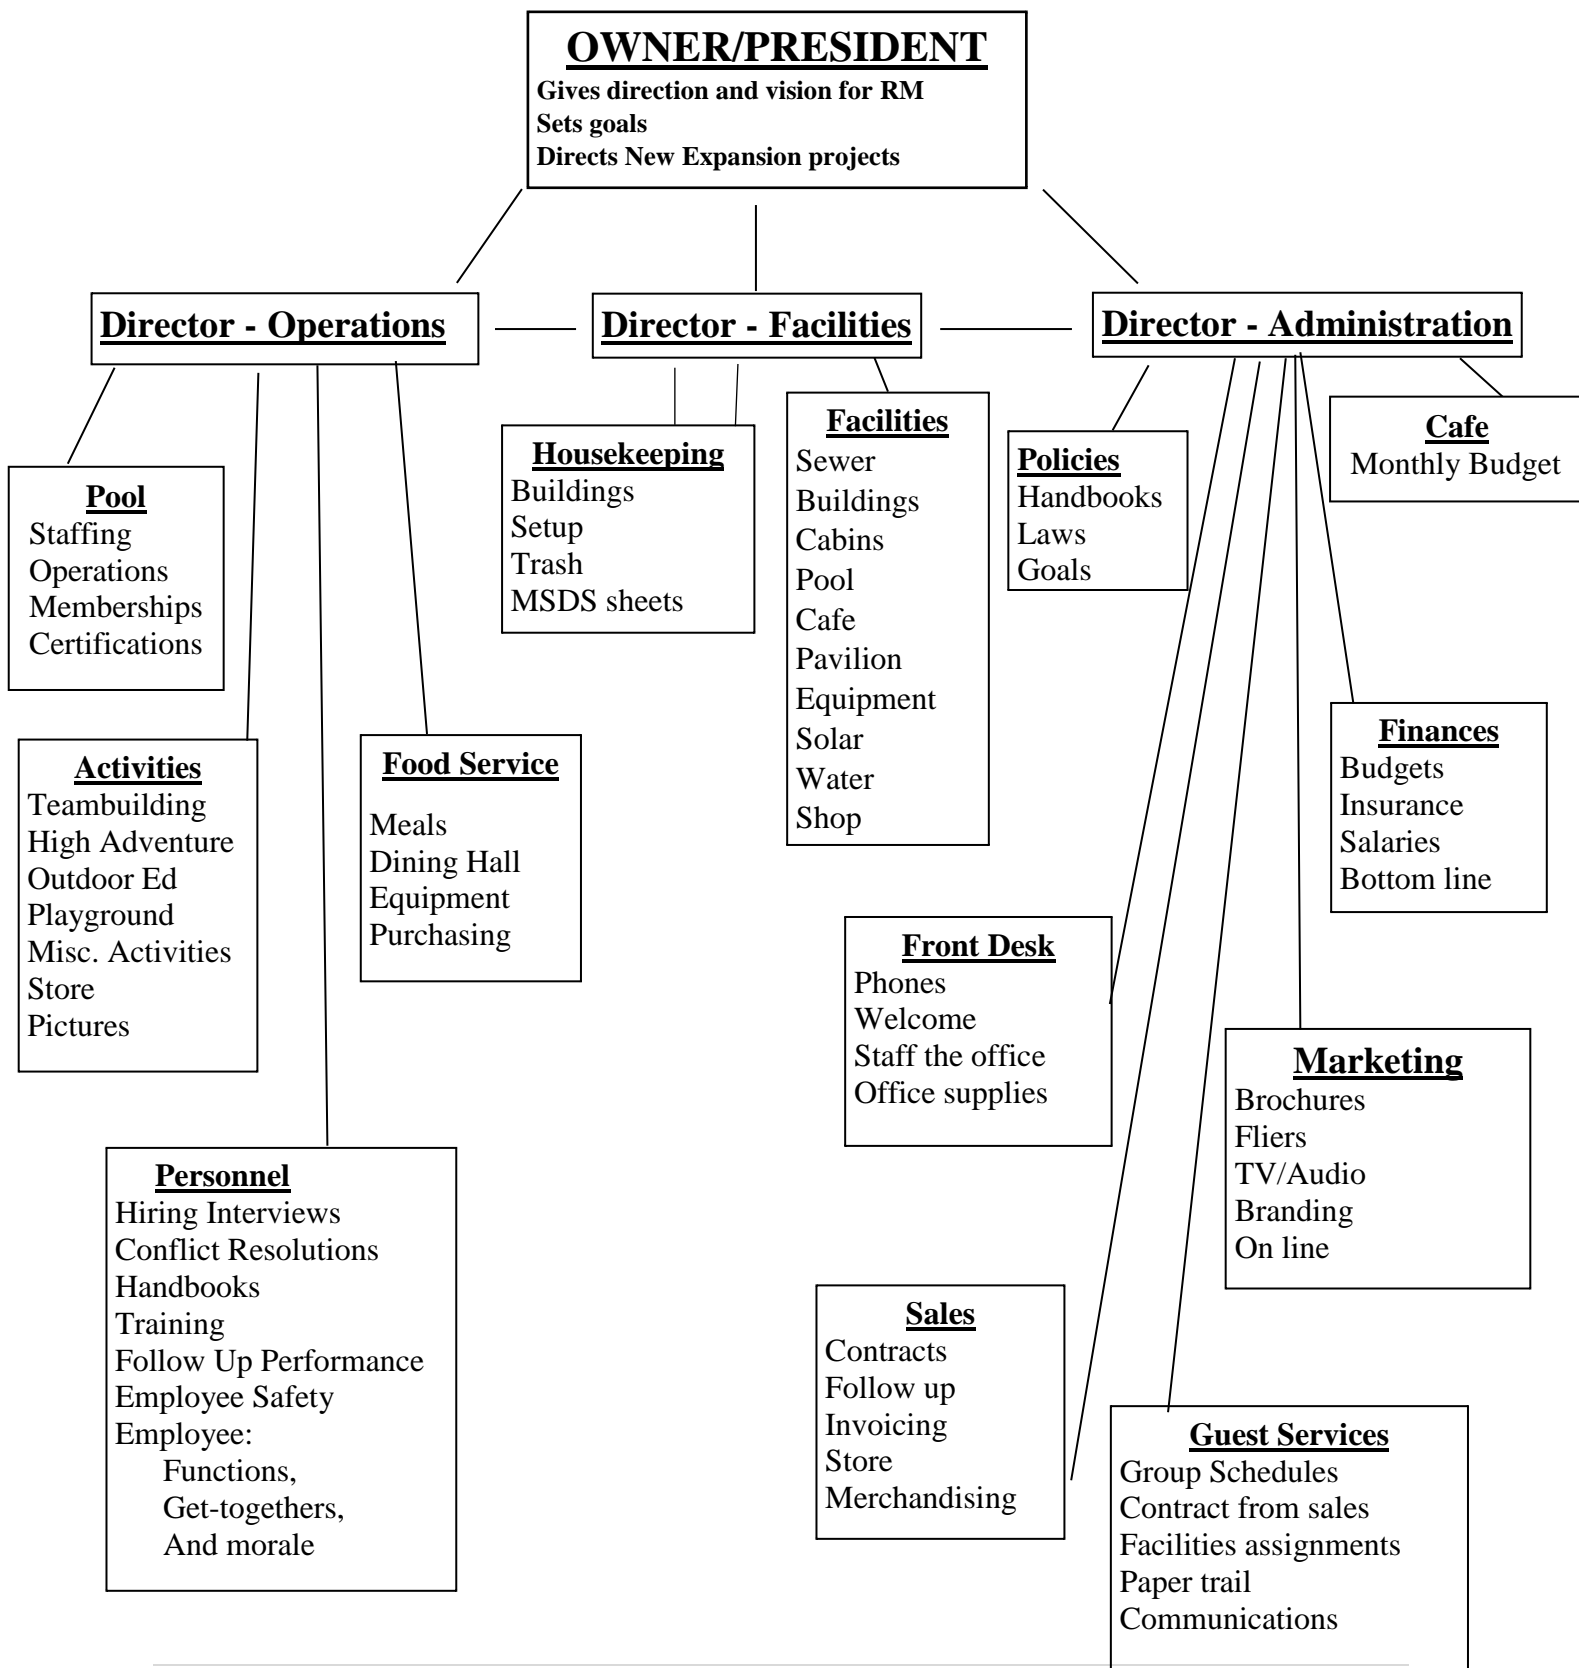 OWNER/PRESIDENT
Gives direction and vision for RM
Sets goals
Directs New Expansion projects
Director - Operations
Director - Facilities
Director - Administration
Pool
Staffing
Operations
Memberships
Certifications
Activities
Teambuilding
High Adventure
Outdoor Ed
Playground
Misc. Activities
Store
Pictures
Food Service
Meals
Dining Hall
Equipment
Purchasing
Personnel
Hiring Interviews
Conflict Resolutions
Handbooks
Training
Follow Up Performance
Employee Safety
Employee:
Functions,
Get-togethers,
And morale
Housekeeping
Buildings
Setup
Trash
MSDS sheets
Facilities
Sewer
Buildings
Cabins
Pool
Cafe
Pavilion
Equipment
Solar
Water
Shop
Policies
Handbooks
Laws
Goals
Cafe
Monthly Budget
Finances
Budgets
Insurance
Salaries
Bottom line
Front Desk
Phones
Welcome
Staff the office
Office supplies
Marketing
Brochures
Fliers
TV/Audio
Branding
On line
Sales
Contracts
Follow up
Invoicing
Store
Merchandising
Guest Services
Group Schedules
Contract from sales
Facilities assignments
Paper trail
Communications